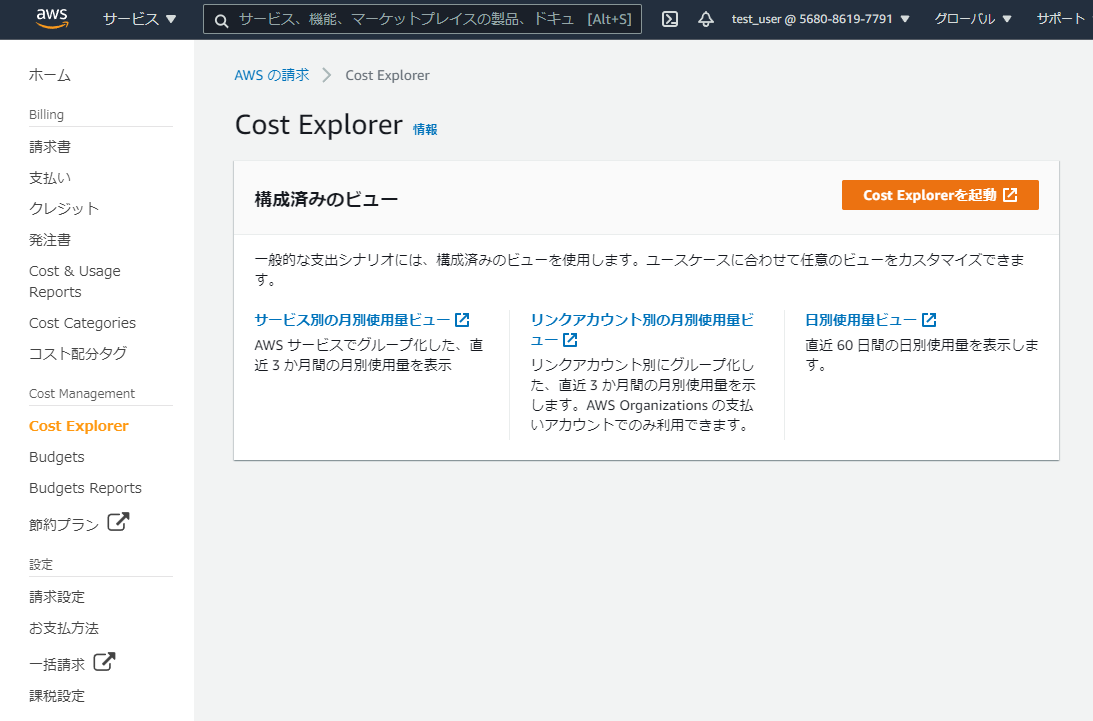 aws
サービス
サービス、機能、マーケットプレイスの製品、ドキュ [Alt+S]
test_user @ 5680-8619-7791
グローバル
サポート
ホーム
Billing
請求書
支払い
クレジット
発注書
Cost & Usage
Reports
Cost Categories
コスト配分タグ
Cost Management
Cost Explorer
Budgets
Budgets Reports
節約プラン
設定
請求設定
お支払方法
一括請求
課税設定
AWS の請求
Cost Explorer
Cost Explorer 情報
構成済みのビュー
Cost Explorerを起動
一般的な支出シナリオには、構成済みのビューを使用します。ユースケースに合わせて任意のビューをカスタマイズできま
す。
サービス別の月別使用量ビュー
AWS サービスでグループ化した、直
近 3 か月間の月別使用量を表示
リンクアカウント別の月別使用量ビ
ュー
リンクアカウント別にグループ化し
た、直近 3 か月間の月別使用量を示
します。AWS Organizations の支払
いアカウントでのみ利用できます。
日別使用量ビュー
直近 60 日間の日別使用量を表示しま
す。